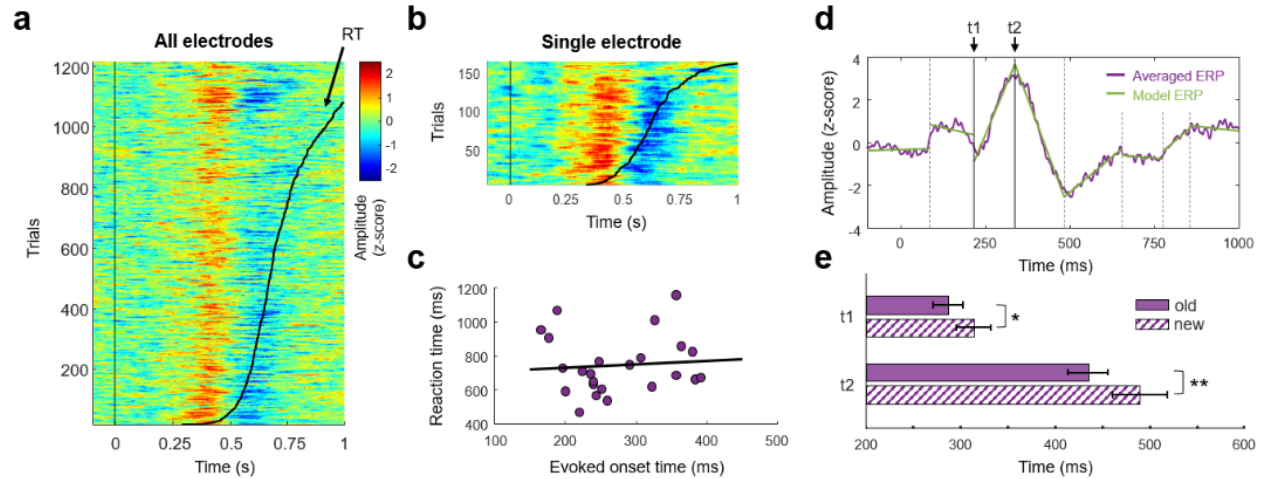 a
All electrodes
RT
1200
1000
800
600
400
200
Trials
0
0.25
0.5
0.75
1
Time (s)
2
1
0
-1
-2
Amplitude
(z-score)
b
Single electrode
150
100
50
Trials
0
0.25
0.5
0.75
1
Time (s)
c
1200
1000
800
600
400
Reaction time (ms)
100
200
300
400
500
Evoked onset time (ms)
d
t1
t2
4
2
0
-2
-4
Amplitude (z-score)
Averaged ERP
Model ERP
0
250
500
750
1000
Time (ms)
e
t1
t2
*
**
old
new
200
300
400
500
600
Time (ms)